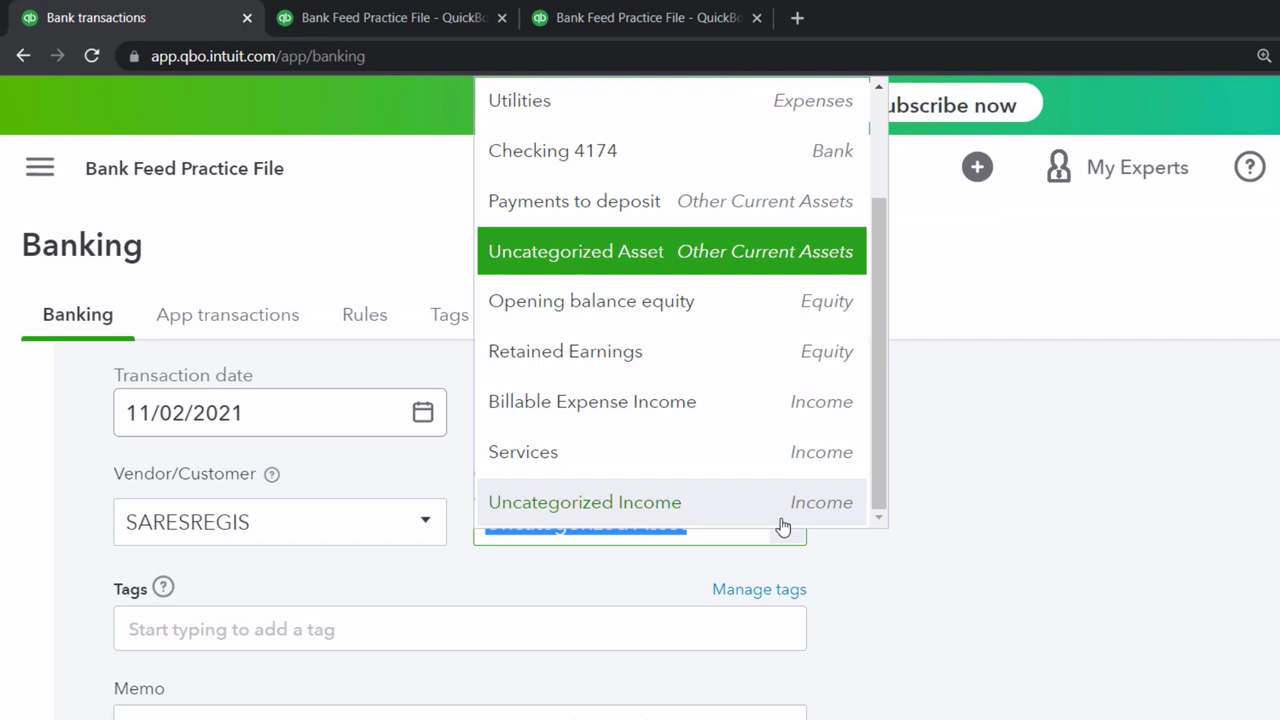 Bank transactions
Bank Feed Practice File - QuickBo
Bank Feed Practice File - QuickBo
app.qbo.intuit.com/app/banking
ubscribe now
Bank Feed Practice File
My Experts
Banking
Banking
App transactions
Rules
Tags
Utilities Expenses
Checking 4174 Bank
Payments to deposit Other Current Assets
Uncategorized Asset Other Current Assets
Opening balance equity Equity
Retained Earnings Equity
Billable Expense Income Income
Services Income
Uncategorized Income Income
Transaction date
11/02/2021
Vendor/Customer ?
SARESREGIS
Uncategorized Asset
Tags ?
Manage tags
Start typing to add a tag
Memo